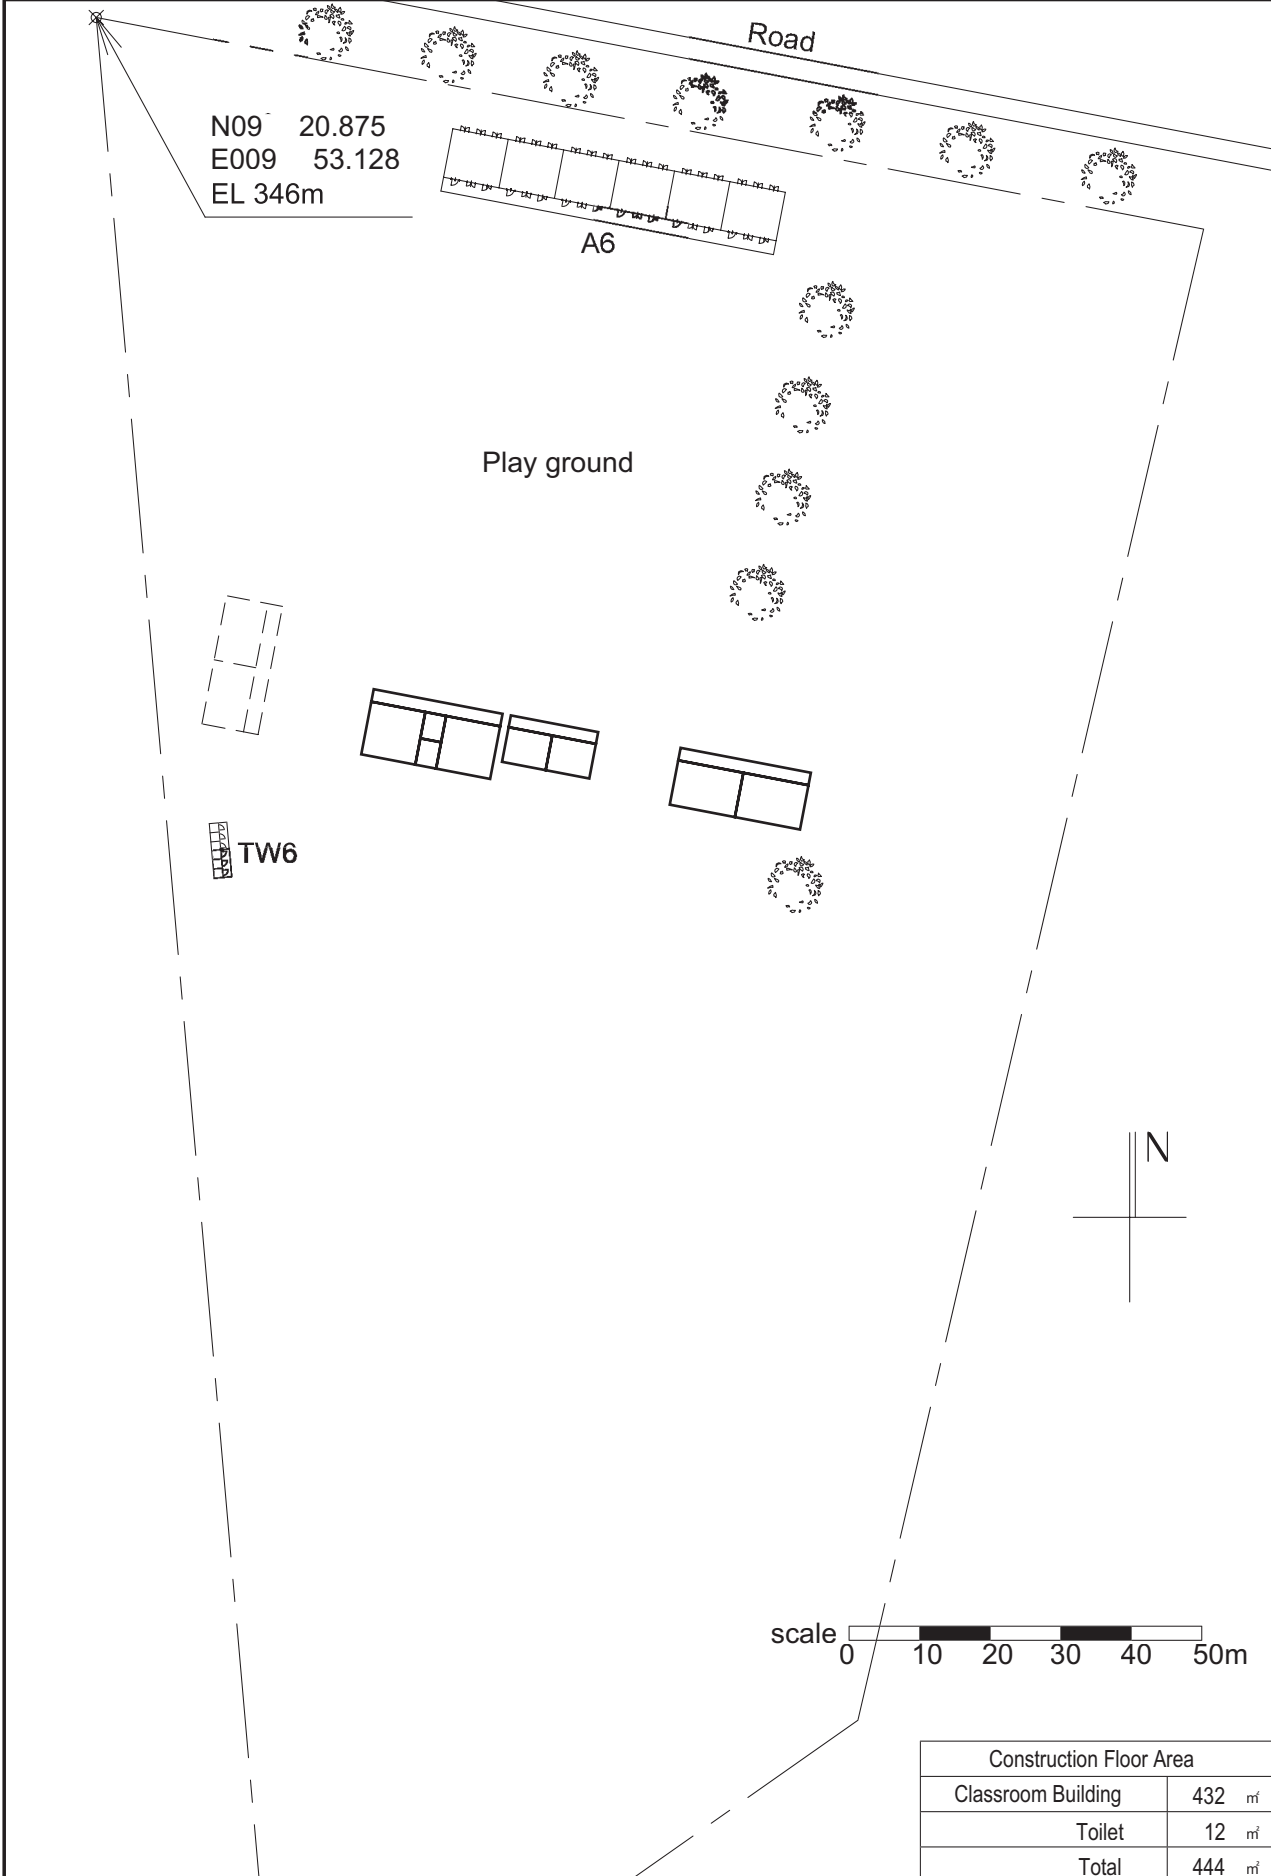 Road
N09 20.875
E009 53.128
EL 346m
A6
Play ground
TW6
N
scale
0 10 20 30 40 50m
Construction Floor Area
Classroom Building 432 ㎡
Toilet 12 ㎡
Total 444 ㎡